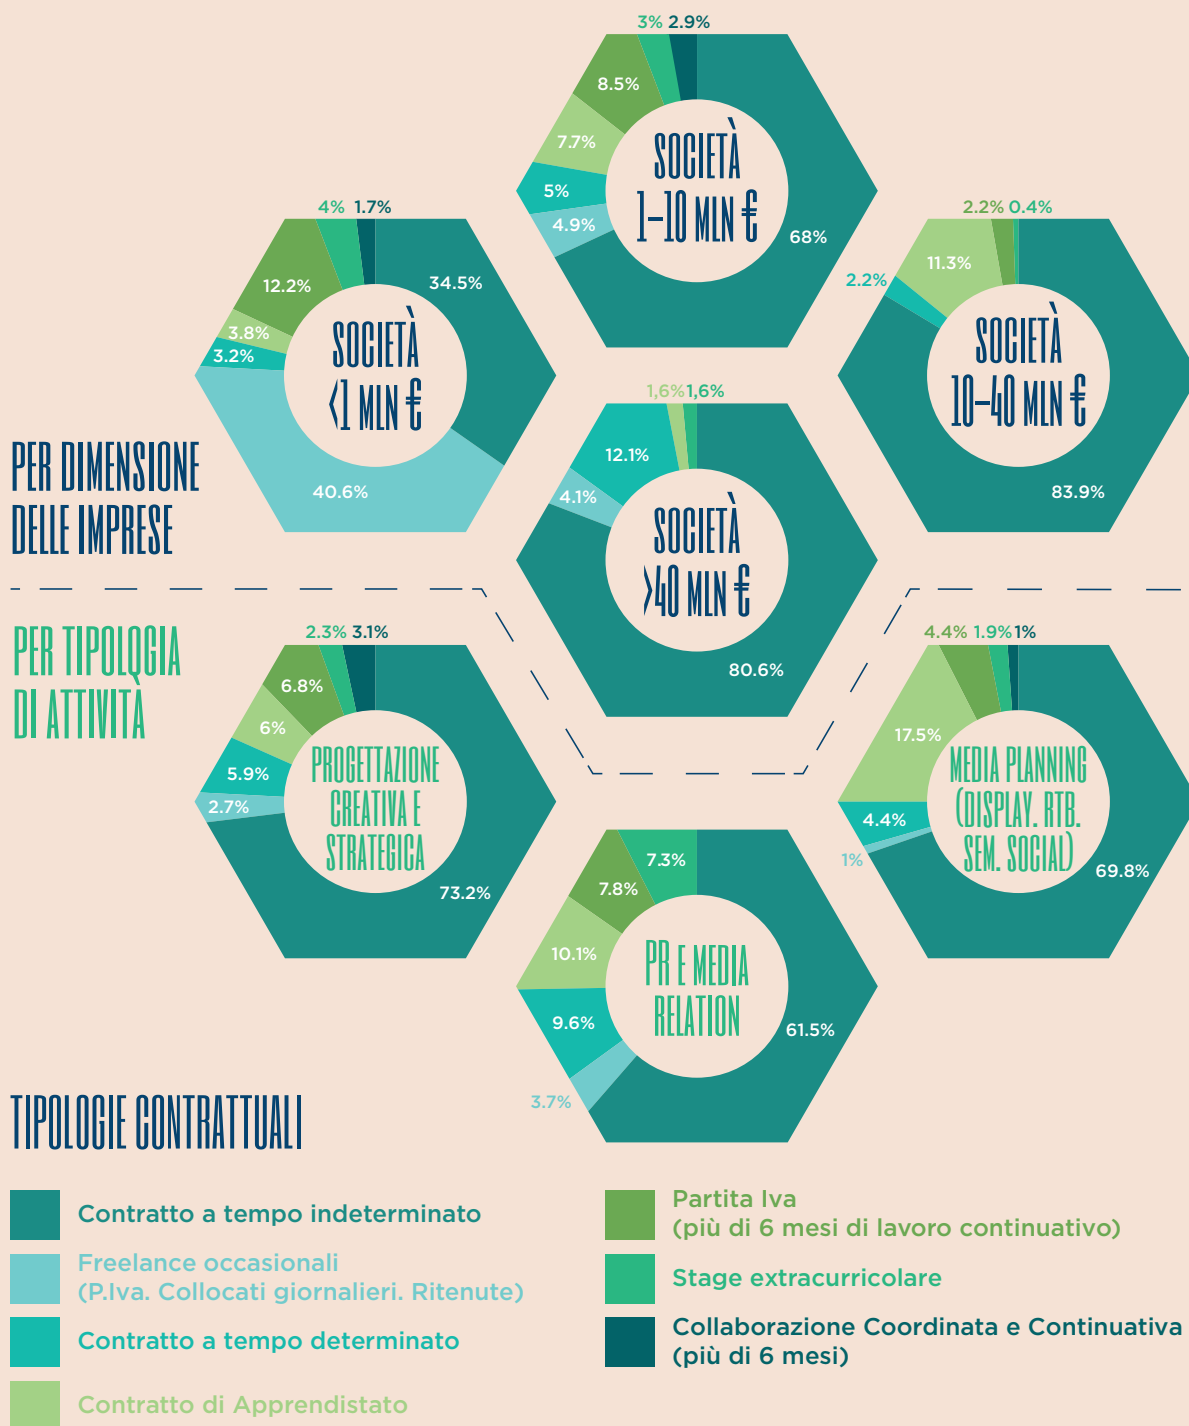 3% 2.9%
8.5%
7.7%
5%
4.9%
68%
SOCIETÀ
1–10 MLN €
4% 1.7%
34.5%
12.2%
3.8%
3.2%
40.6%
SOCIETÀ
<1 MLN €
2.2% 0.4%
11.3%
2.2%
83.9%
SOCIETÀ
10–40 MLN €
1,6% 1,6%
12.1%
4.1%
80.6%
SOCIETÀ
>40 MLN €
PER DIMENSIONE
DELLE IMPRESE
PER TIPOLOGIA
DI ATTIVITÀ
2.3% 3.1%
6.8%
6%
5.9%
2.7%
73.2%
PROGETTAZIONE
CREATIVA E
STRATEGICA
4.4% 1.9% 1%
17.5%
4.4%
1%
69.8%
MEDIA PLANNING
(DISPLAY. RTB.
SEM. SOCIAL)
7.3%
7.8%
10.1%
9.6%
3.7%
61.5%
PR E MEDIA
RELATION
TIPOLOGIE CONTRATTUALI
Contratto a tempo indeterminato
Freelance occasionali
(P.Iva. Collocati giornalieri. Ritenute)
Contratto a tempo determinato
Contratto di Apprendistato
Partita Iva
(più di 6 mesi di lavoro continuativo)
Stage extracurricolare
Collaborazione Coordinata e Continuativa
(più di 6 mesi)